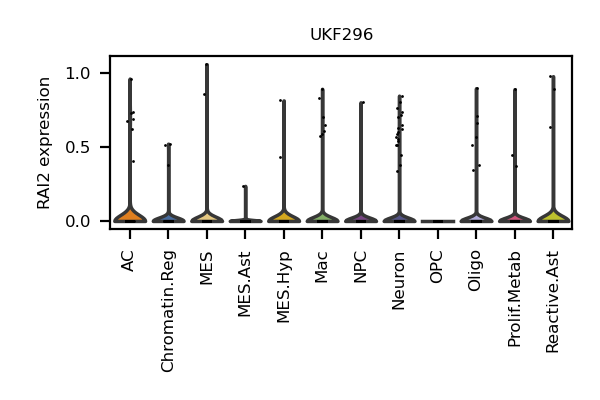 UKF296
RAI2 expression
1.0
0.5
0.0
AC
Chromatin.Reg
MES
MES.Ast
MES.Hyp
Mac
NPC
Neuron
OPC
Oligo
Prolif.Metab
Reactive.Ast